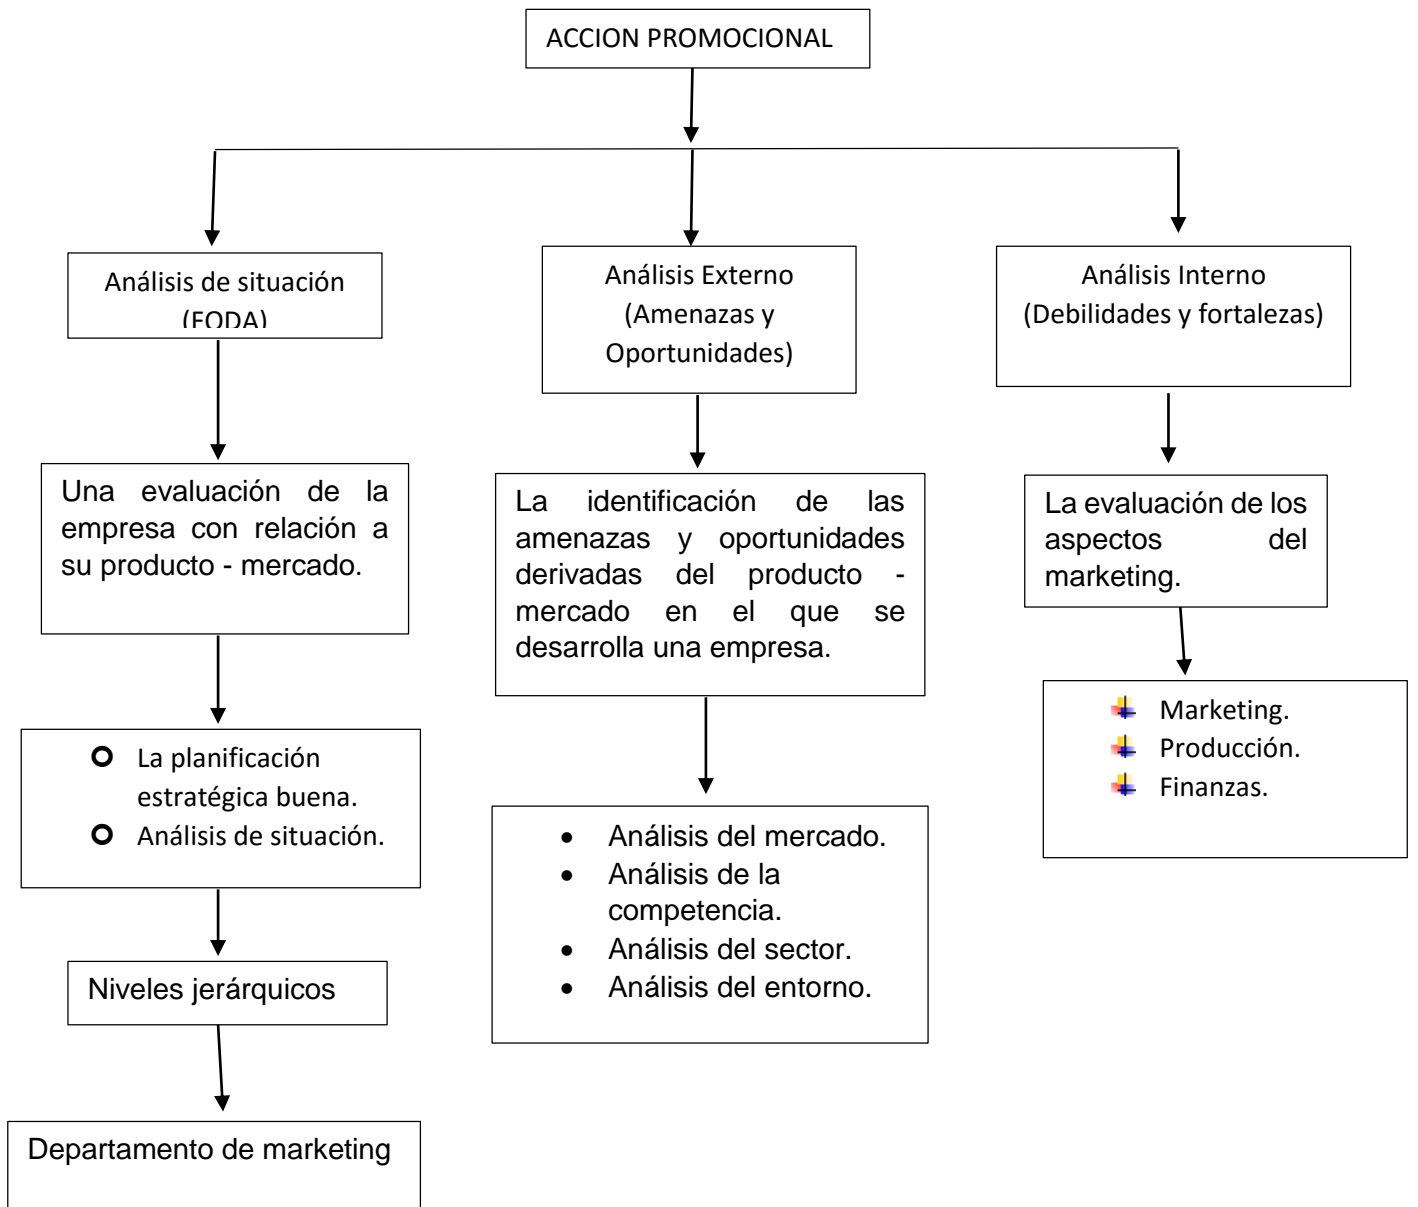 ACCION PROMOCIONAL
Análisis de situación
(FODA)
Análisis Externo
(Amenazas y
Oportunidades)
Análisis Interno
(Debilidades y fortalezas)
Una evaluación de la
empresa con relación a
su producto - mercado.
La identificación de las
amenazas y oportunidades
derivadas del producto -
mercado en el que se
desarrolla una empresa.
La evaluación de los
aspectos del
marketing.
La planificación
estratégica buena.
Análisis de situación.
Análisis del mercado.
Análisis de la
competencia.
Análisis del sector.
Análisis del entorno.
Marketing.
Producción.
Finanzas.
Niveles jerárquicos
Departamento de marketing